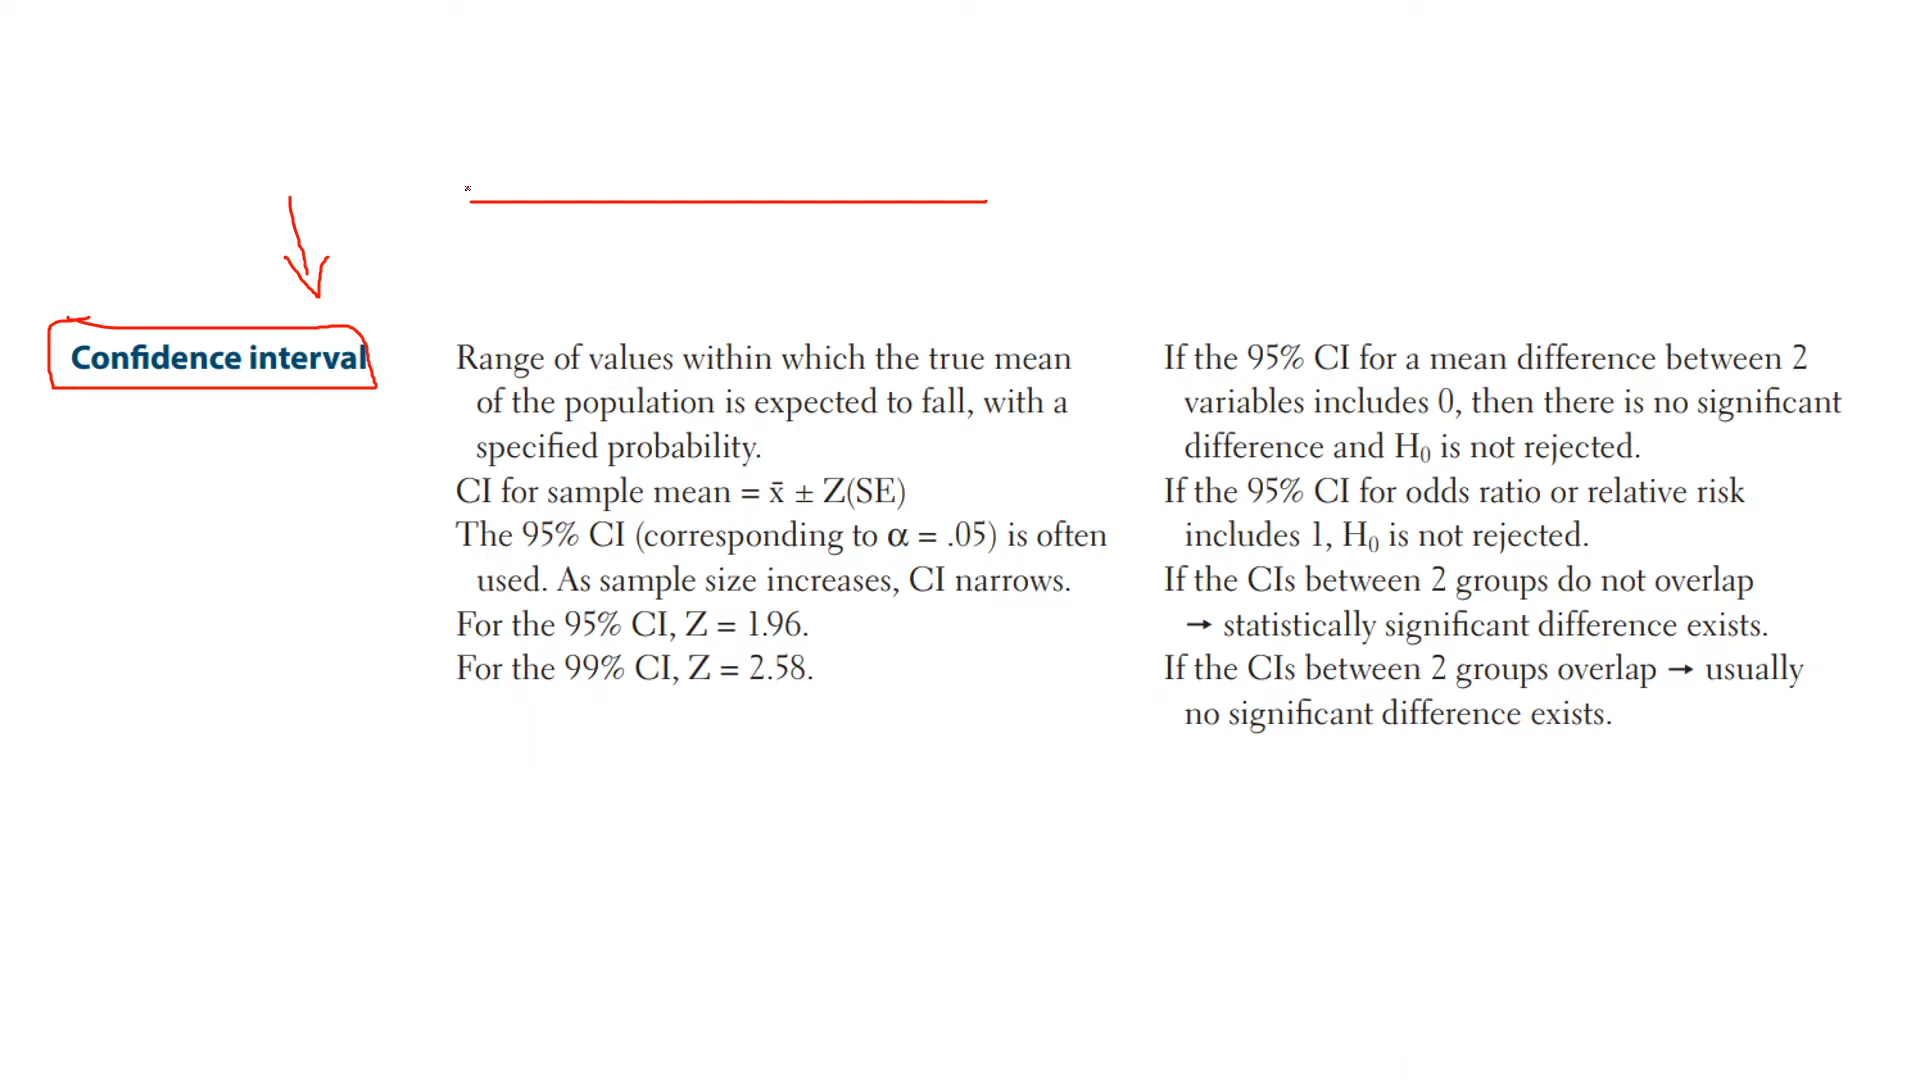 Confidence interval
Range of values within which the true mean
of the population is expected to fall, with a
specified probability.
CI for sample mean = x̄ ± Z(SE)
The 95% CI (corresponding to α = .05) is often
used. As sample size increases, CI narrows.
For the 95% CI, Z = 1.96.
For the 99% CI, Z = 2.58.
If the 95% CI for a mean difference between 2
variables includes 0, then there is no significant
difference and H₀ is not rejected.
If the 95% CI for odds ratio or relative risk
includes 1, H₀ is not rejected.
If the CIs between 2 groups do not overlap
→ statistically significant difference exists.
If the CIs between 2 groups overlap → usually
no significant difference exists.